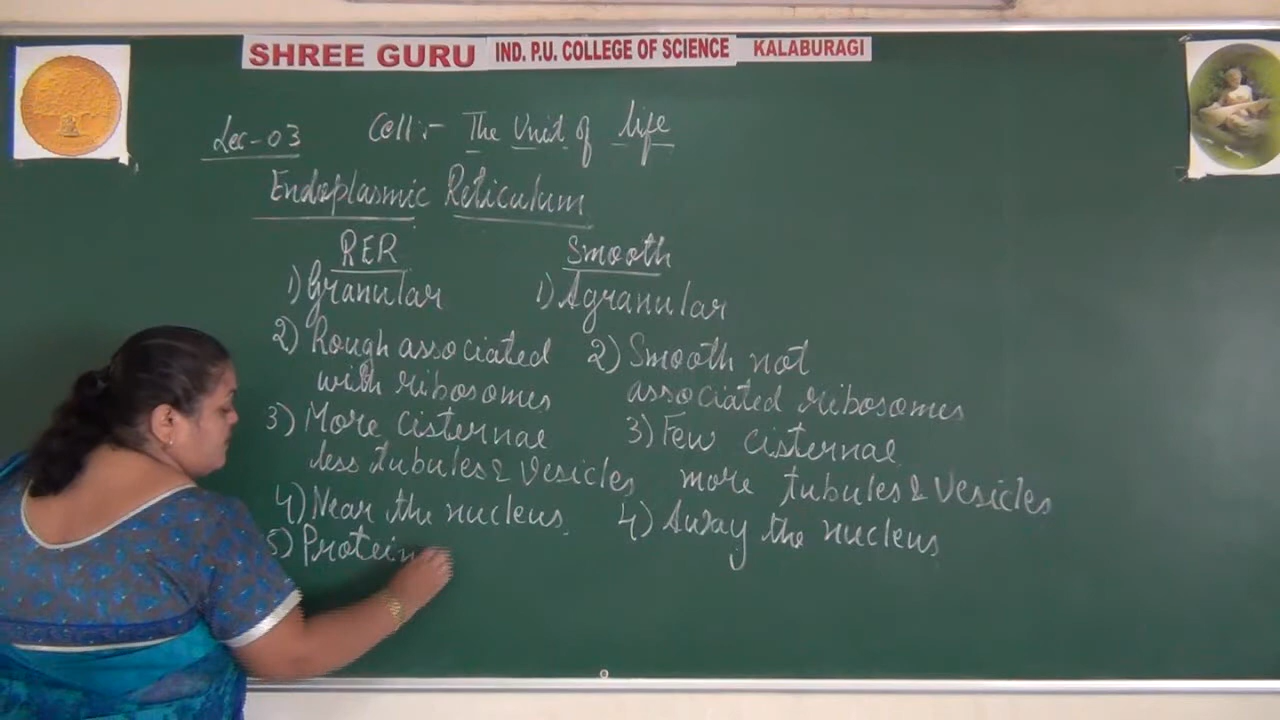 SHREE GURU IND. P.U. COLLEGE OF SCIENCE KALABURAGI
Lec-03 Cell:- The Unit of life
Endoplasmic Reticulum
RER Smooth
1) Granular 1) Agranular
2) Rough associated 2) Smooth not
with ribosomes associated ribosomes
3) More cisternae 3) Few cisternae
less tubules & vesicles more tubules & vesicles
4) Near the nucleus. 4) Away the nucleus
5) Protein